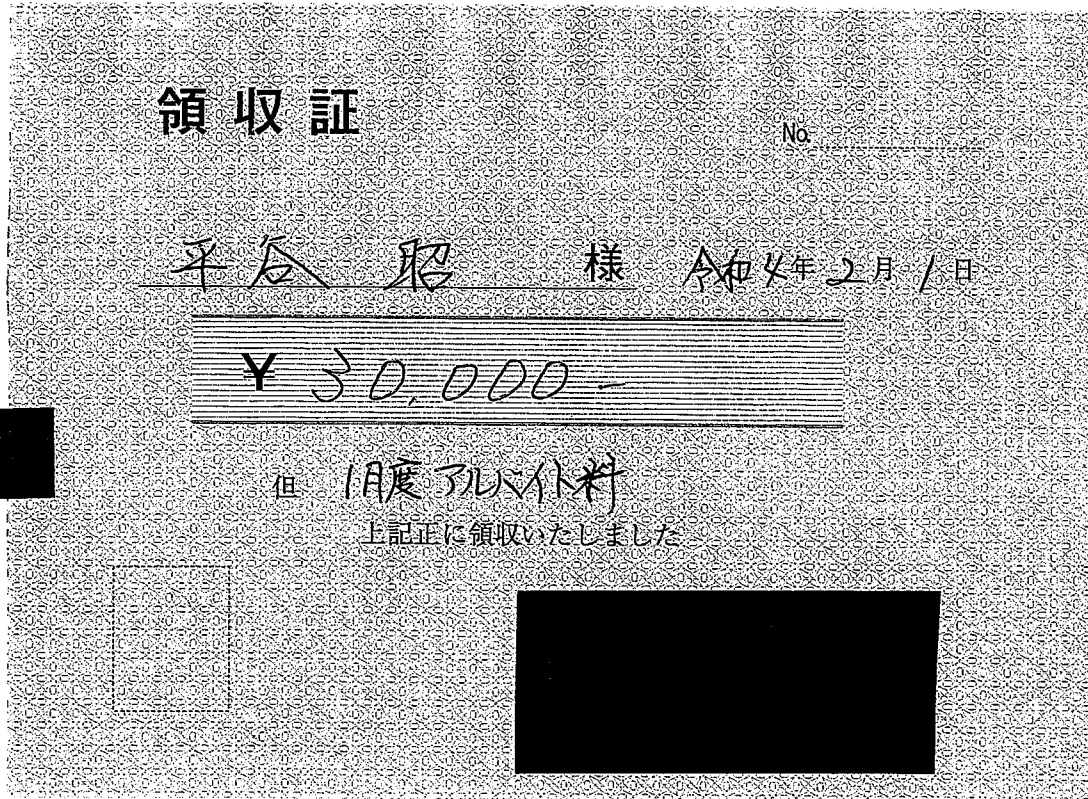 領収証
No.
平谷 昭 様 令和4年2月1日
¥30,000-
但 1月度アルバイト料
上記正に領収いたしました